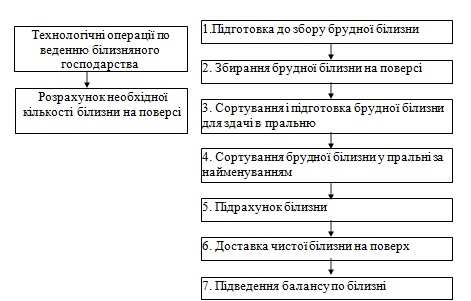 Технологічні операції по
веденню білизняного
господарства
Розрахунок необхідної
кількості білизни на поверсі
1.Підготовка до збору брудної білизни
2. Збирання брудної білизни на поверсі
3. Сортування і підготовка брудної білизни
для здачі в пральню
4. Сортування брудної білизни у пральні за
найменуванням
5. Підрахунок білизни
6. Доставка чистої білизни на поверх
7. Підведення балансу по білизні